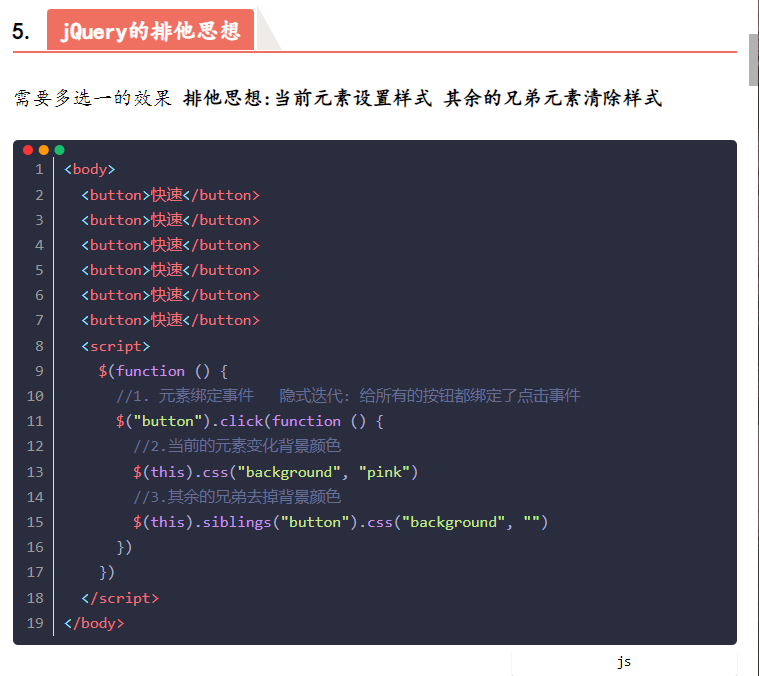 5. jQuery的排他思想
需要多选一的效果 排他思想:当前元素设置样式 其余的兄弟元素清除样式
1 <body>
2   <button>快速</button>
3   <button>快速</button>
4   <button>快速</button>
5   <button>快速</button>
6   <button>快速</button>
7   <button>快速</button>
8   <script>
9     $(function () {
10       //1. 元素绑定事件   隐式迭代: 给所有的按钮都绑定了点击事件
11       $("button").click(function () {
12         //2.当前的元素变化背景颜色
13         $(this).css("background", "pink")
14         //3.其余的兄弟去掉背景颜色
15         $(this).siblings("button").css("background", "")
16       })
17     })
18   </script>
19 </body>
js